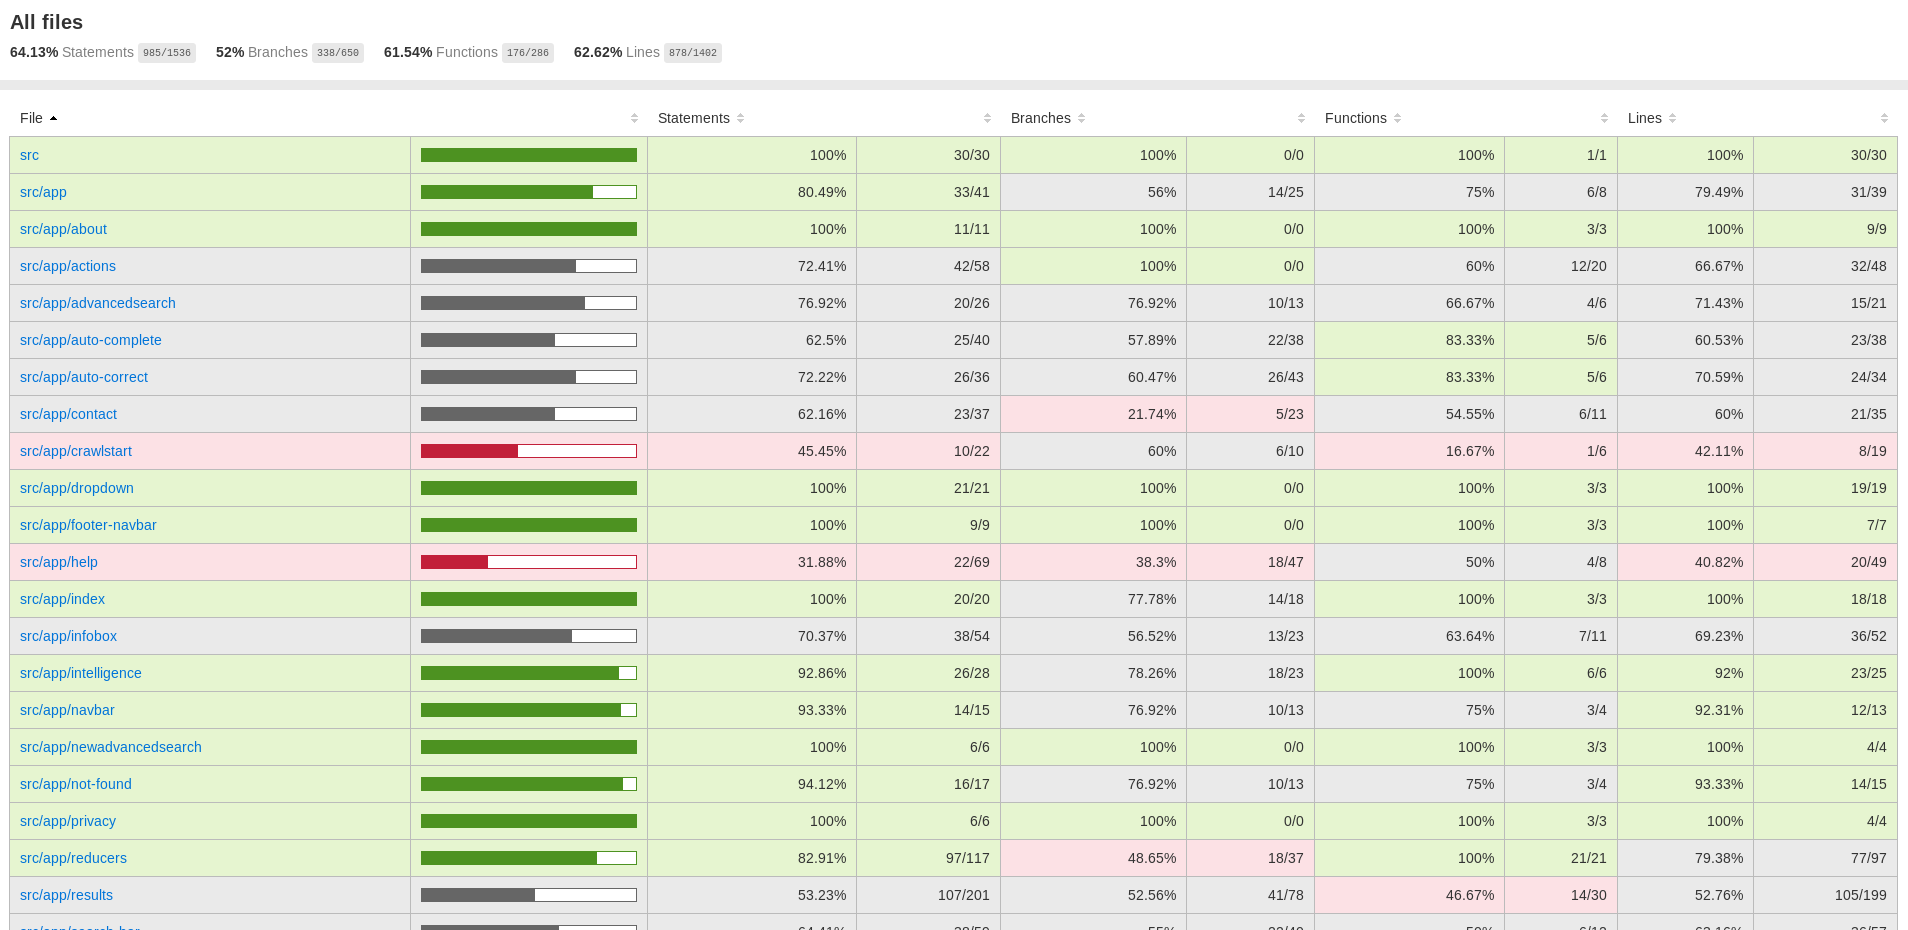 All files
64.13% Statements 985/1536 52% Branches 338/650 61.54% Functions 176/286 62.62% Lines 878/1402
File Statements Branches Functions Lines
src 100% 30/30 100% 0/0 100% 1/1 100% 30/30
src/app 80.49% 33/41 56% 14/25 75% 6/8 79.49% 31/39
src/app/about 100% 11/11 100% 0/0 100% 3/3 100% 9/9
src/app/actions 72.41% 42/58 100% 0/0 60% 12/20 66.67% 32/48
src/app/advancedsearch 76.92% 20/26 76.92% 10/13 66.67% 4/6 71.43% 15/21
src/app/auto-complete 62.5% 25/40 57.89% 22/38 83.33% 5/6 60.53% 23/38
src/app/auto-correct 72.22% 26/36 60.47% 26/43 83.33% 5/6 70.59% 24/34
src/app/contact 62.16% 23/37 21.74% 5/23 54.55% 6/11 60% 21/35
src/app/crawlstart 45.45% 10/22 60% 6/10 16.67% 1/6 42.11% 8/19
src/app/dropdown 100% 21/21 100% 0/0 100% 3/3 100% 19/19
src/app/footer-navbar 100% 9/9 100% 0/0 100% 3/3 100% 7/7
src/app/help 31.88% 22/69 38.3% 18/47 50% 4/8 40.82% 20/49
src/app/index 100% 20/20 77.78% 14/18 100% 3/3 100% 18/18
src/app/infobox 70.37% 38/54 56.52% 13/23 63.64% 7/11 69.23% 36/52
src/app/intelligence 92.86% 26/28 78.26% 18/23 100% 6/6 92% 23/25
src/app/navbar 93.33% 14/15 76.92% 10/13 75% 3/4 92.31% 12/13
src/app/newadvancedsearch 100% 6/6 100% 0/0 100% 3/3 100% 4/4
src/app/not-found 94.12% 16/17 76.92% 10/13 75% 3/4 93.33% 14/15
src/app/privacy 100% 6/6 100% 0/0 100% 3/3 100% 4/4
src/app/reducers 82.91% 97/117 48.65% 18/37 100% 21/21 79.38% 77/97
src/app/results 53.23% 107/201 52.56% 41/78 46.67% 14/30 52.76% 105/199
src/app/search-bar 64.41% 38/59 55% 22/40 50% 6/12 63.16% 36/57